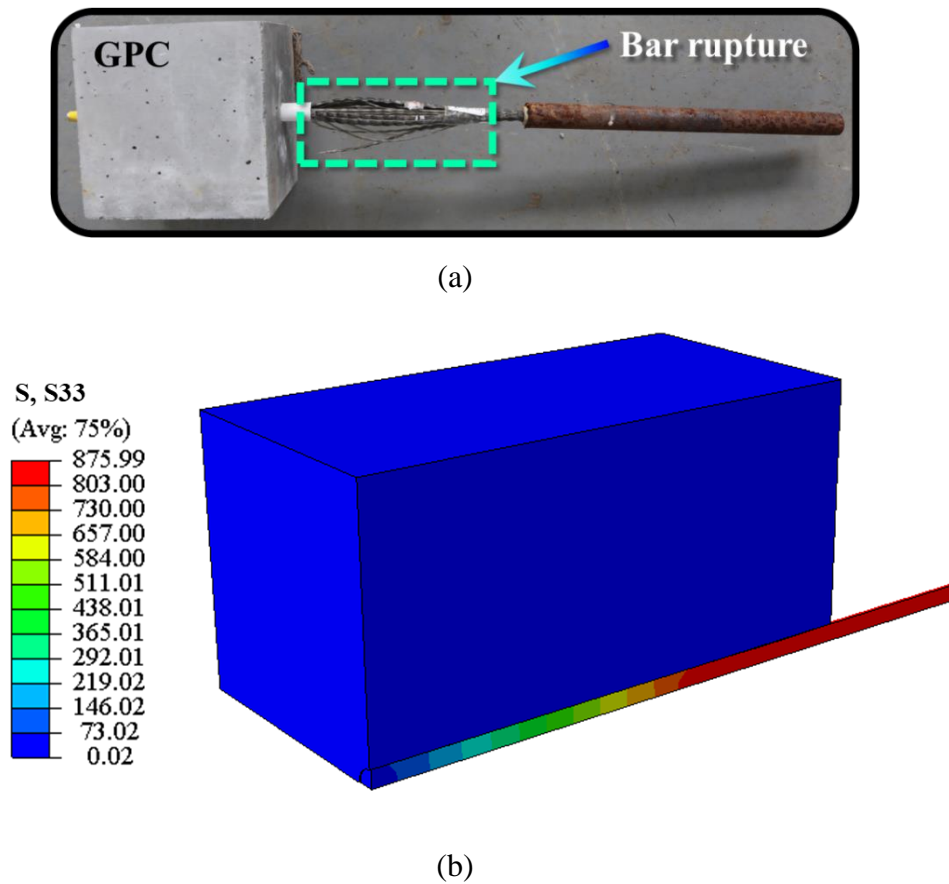 GPC
Bar rupture
(a)
S, S33
(Avg: 75%)
875.99
803.00
730.00
657.00
584.00
511.01
438.01
365.01
292.01
219.02
146.02
73.02
0.02
(b)